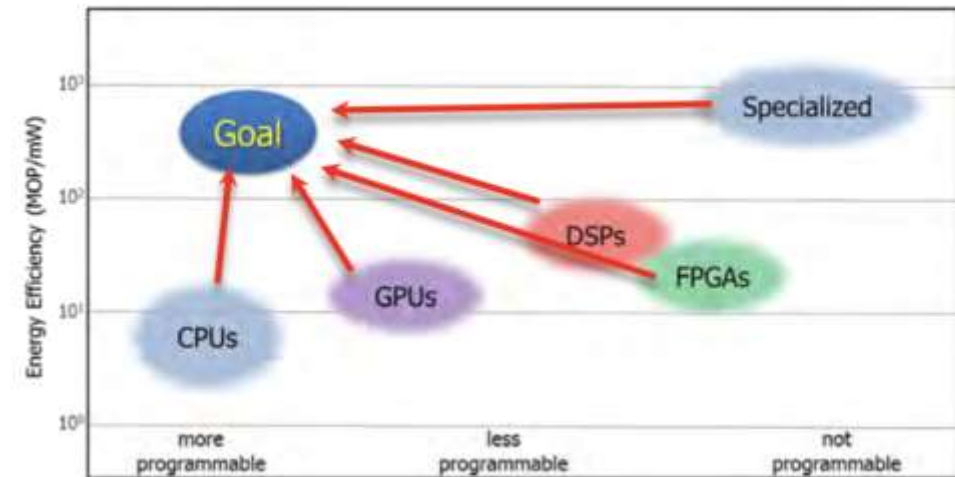 Energy Efficiency (MOP/mW)
10³
10²
10¹
10⁰
Goal
Specialized
DSPs
FPGAs
GPUs
CPUs
more
programmable
less
programmable
not
programmable